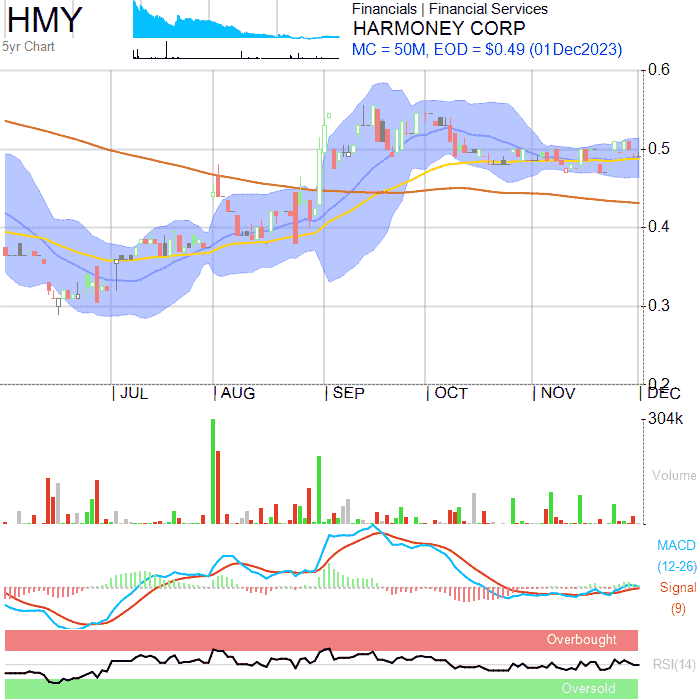 HMY
5yr Chart
Financials | Financial Services
HARMONEY CORP
MC = 50M, EOD = $0.49 (01Dec2023)
0.6
0.5
0.4
0.3
0.2
JUL AUG SEP OCT NOV DEC
304k
Volume
MACD
(12-26)
Signal
(9)
Overbought
RSI(14)
Oversold